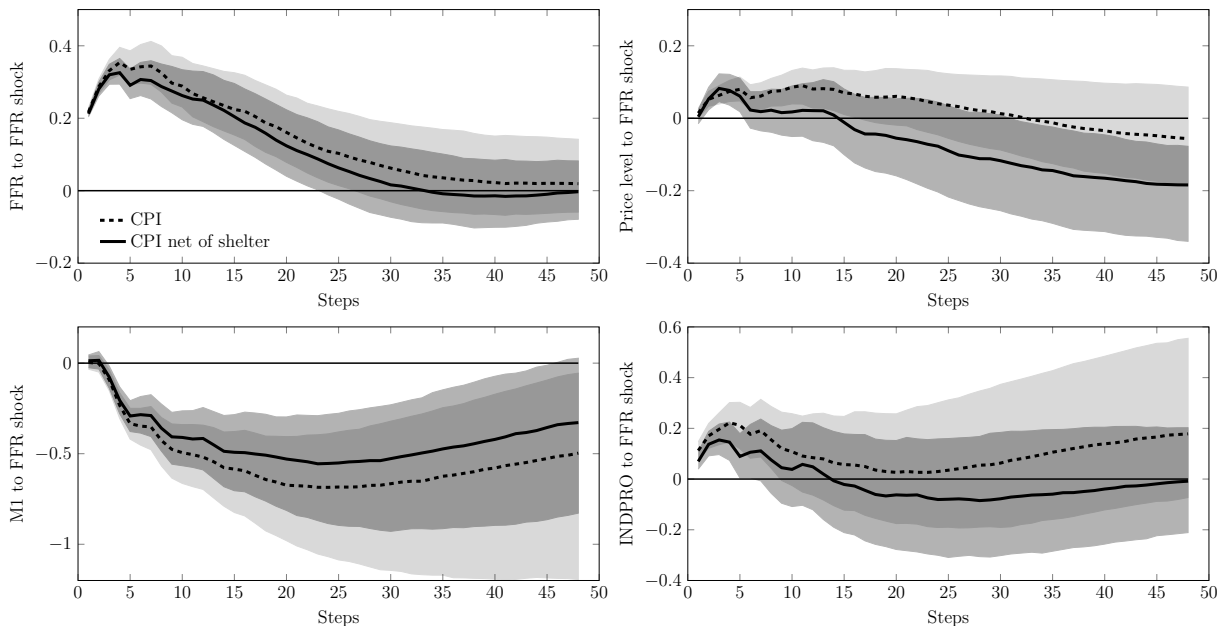 FFR to FFR shock
0.4
0.2
0
−0.2
CPI
CPI net of shelter
0 5 10 15 20 25 30 35 40 45 50
Steps
Price level to FFR shock
0.2
0
−0.2
−0.4
0 5 10 15 20 25 30 35 40 45 50
Steps
M1 to FFR shock
0
−0.5
−1
0 5 10 15 20 25 30 35 40 45 50
Steps
INDPRO to FFR shock
0.6
0.4
0.2
0
−0.2
−0.4
0 5 10 15 20 25 30 35 40 45 50
Steps